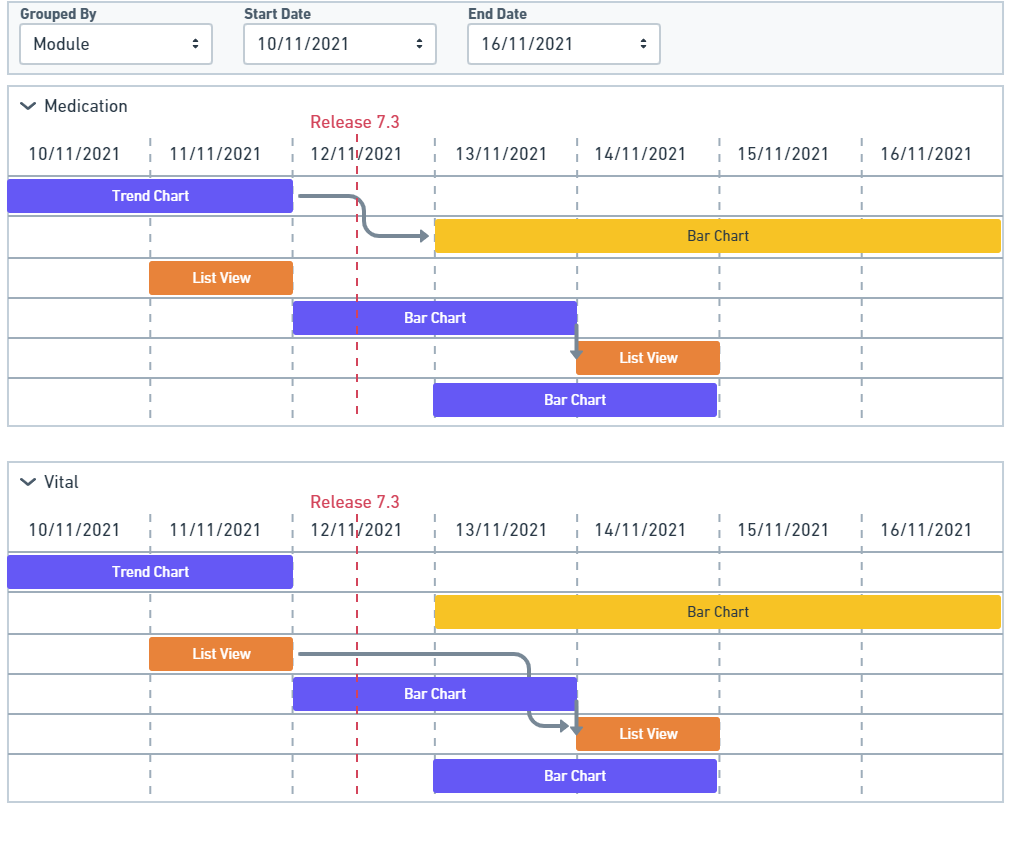 Grouped By Start Date End Date
Module 10/11/2021 16/11/2021
Medication
Release 7.3
10/11/2021 11/11/2021 12/11/2021 13/11/2021 14/11/2021 15/11/2021 16/11/2021
Trend Chart
Bar Chart
List View
Bar Chart
List View
Bar Chart
Vital
Release 7.3
10/11/2021 11/11/2021 12/11/2021 13/11/2021 14/11/2021 15/11/2021 16/11/2021
Trend Chart
Bar Chart
List View
Bar Chart
List View
Bar Chart